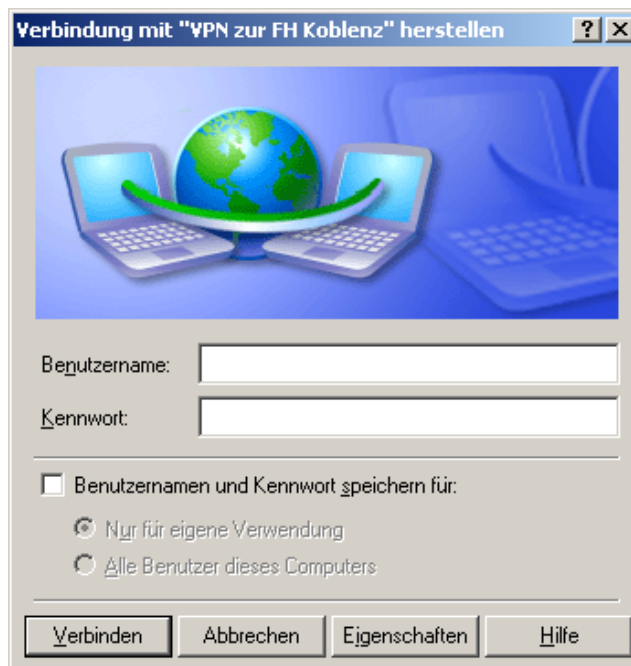 Verbindung mit "VPN zur FH Koblenz" herstellen
Benutzername:
Kennwort:
Benutzernamen und Kennwort speichern für:
Nur für eigene Verwendung
Alle Benutzer dieses Computers
Verbinden Abbrechen Eigenschaften Hilfe